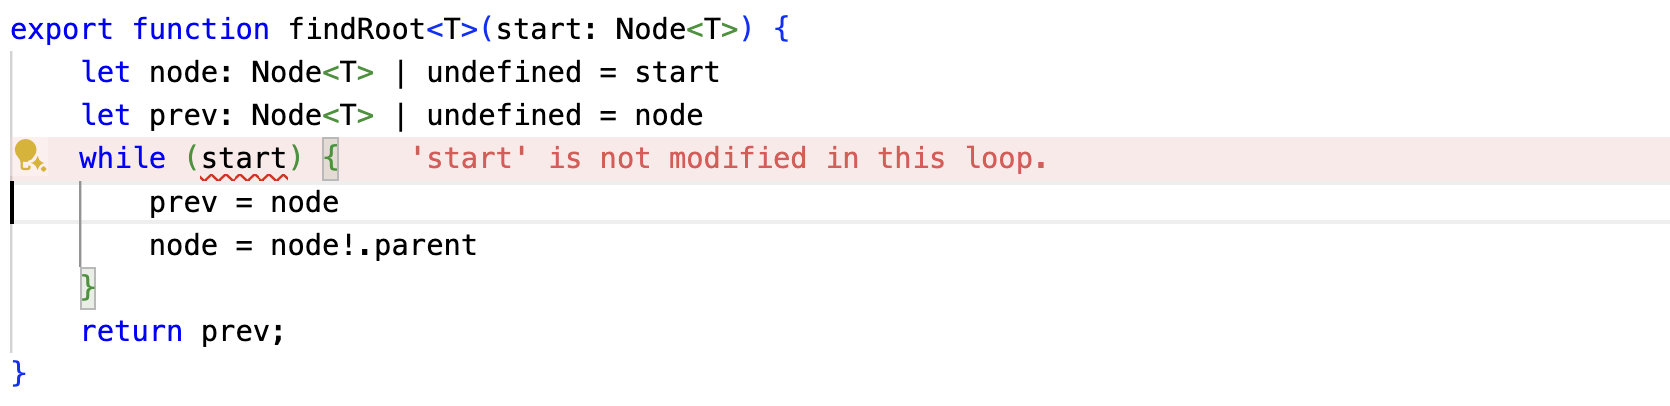 export function findRoot<T>(start: Node<T>) {
    let node: Node<T> | undefined = start
    let prev: Node<T> | undefined = node
    while (start) {    'start' is not modified in this loop.
        prev = node
        node = node!.parent
    }
    return prev;
}